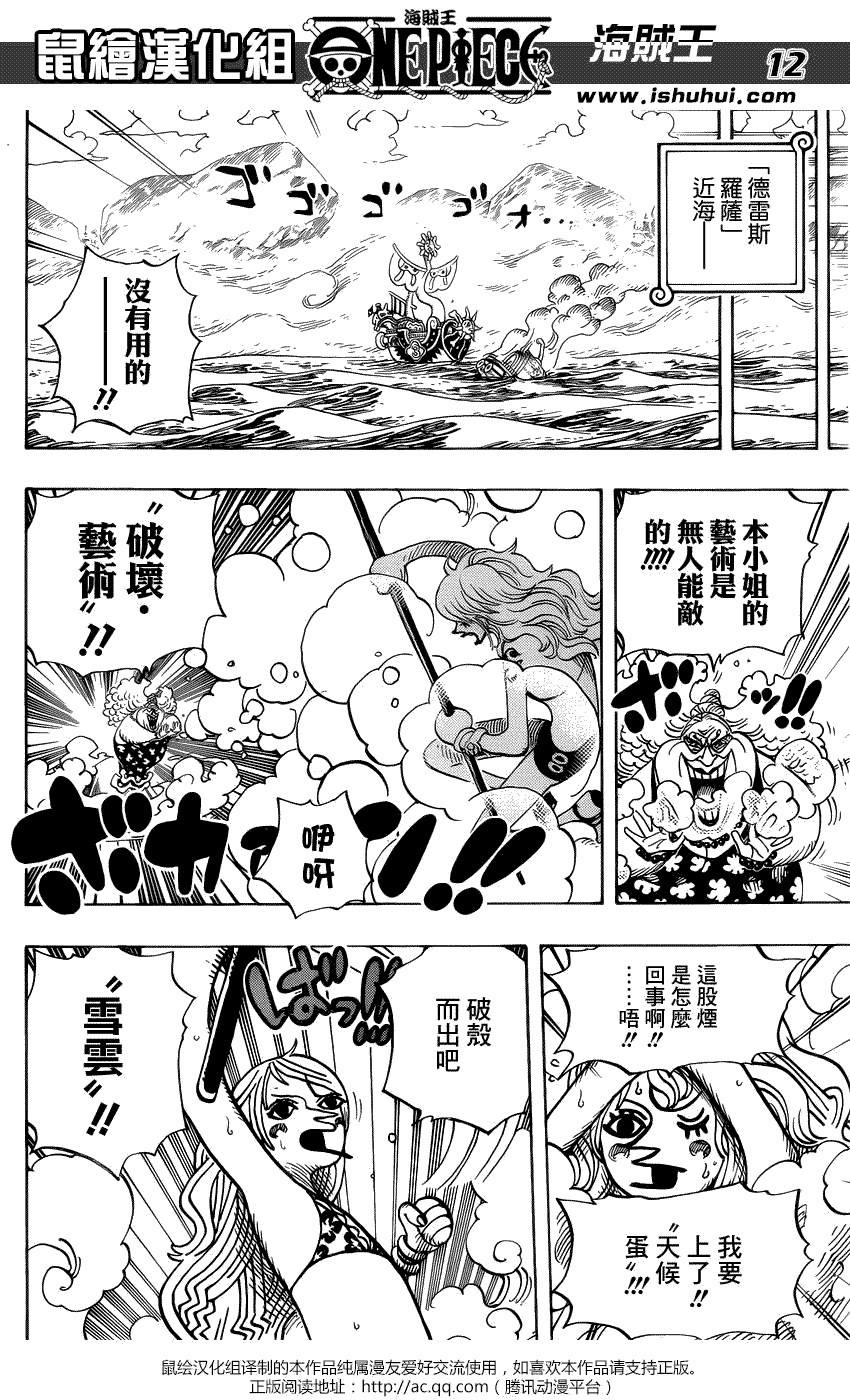 鼠繪漢化組
海賊王
ONE PIECE
海賊王
12
www.ishuhui.com
「德雷斯
羅薩」
近海——
ゴゴゴ
オ…
沒有用的
——!!
本小姐的
藝術是
無人能敵
的!!!!!
ボッ!!
〝破壞・
藝術〞!!
咿呀
ボカン!!
這股煙
是怎麼
回事啊!!
……唔!!
我要
上了!!
〝天候
蛋〞!!!
破殼
而出吧
ばっ!!!
〝雪雲
〞!!
鼠绘汉化组译制的本作品纯属漫友爱好交流使用，如喜欢本作品请支持正版。
正版阅读地址：http://ac.qq.com（腾讯动漫平台）